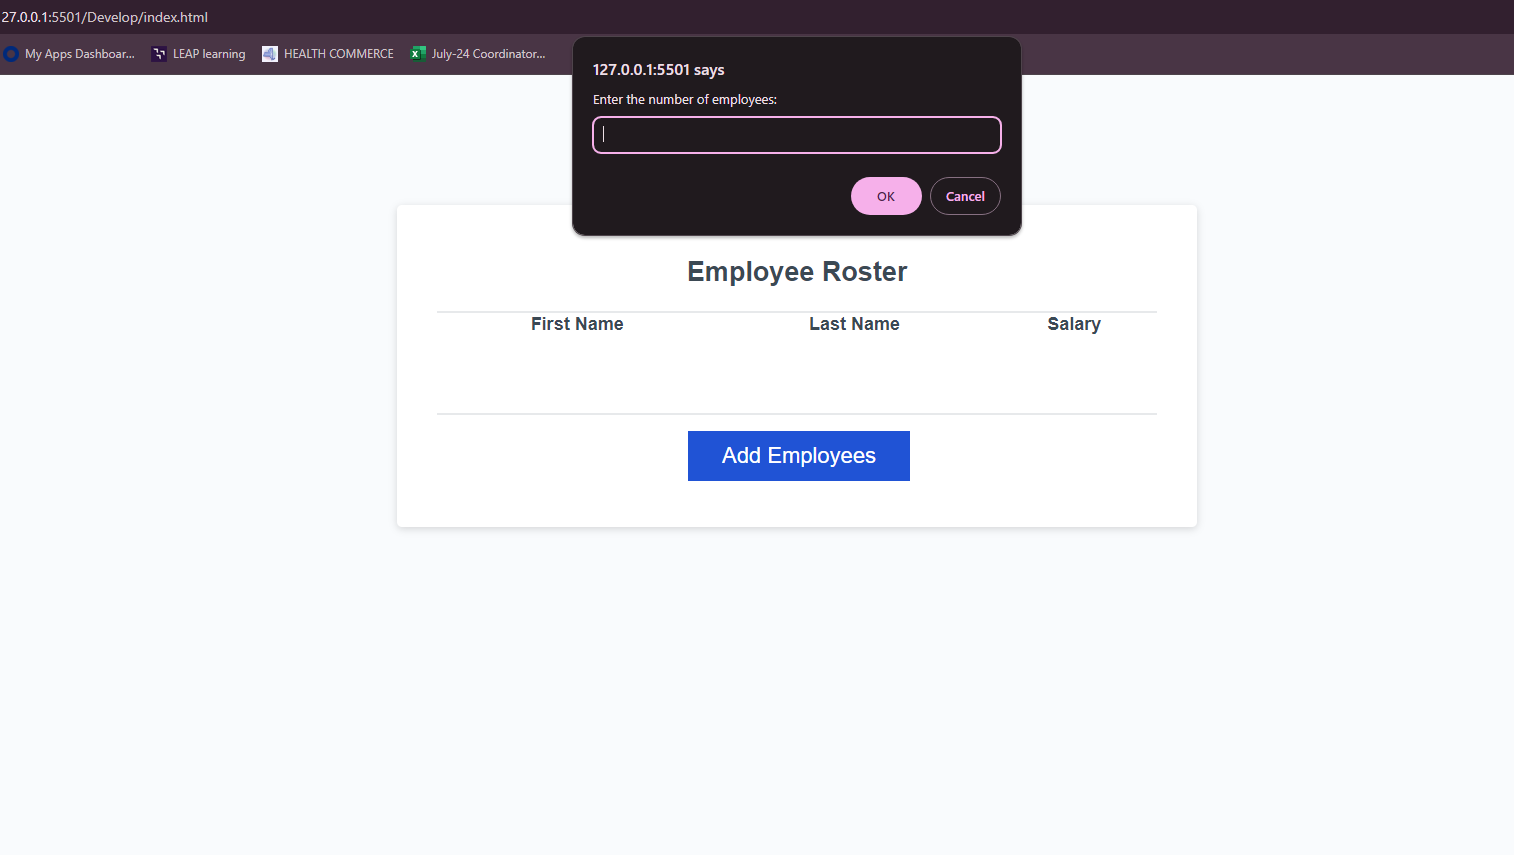 27.0.0.1:5501/Develop/index.html
My Apps Dashboar... LEAP learning HEALTH COMMERCE July-24 Coordinator...
127.0.0.1:5501 says
Enter the number of employees:
OK Cancel
Employee Roster
First Name Last Name Salary
Add Employees